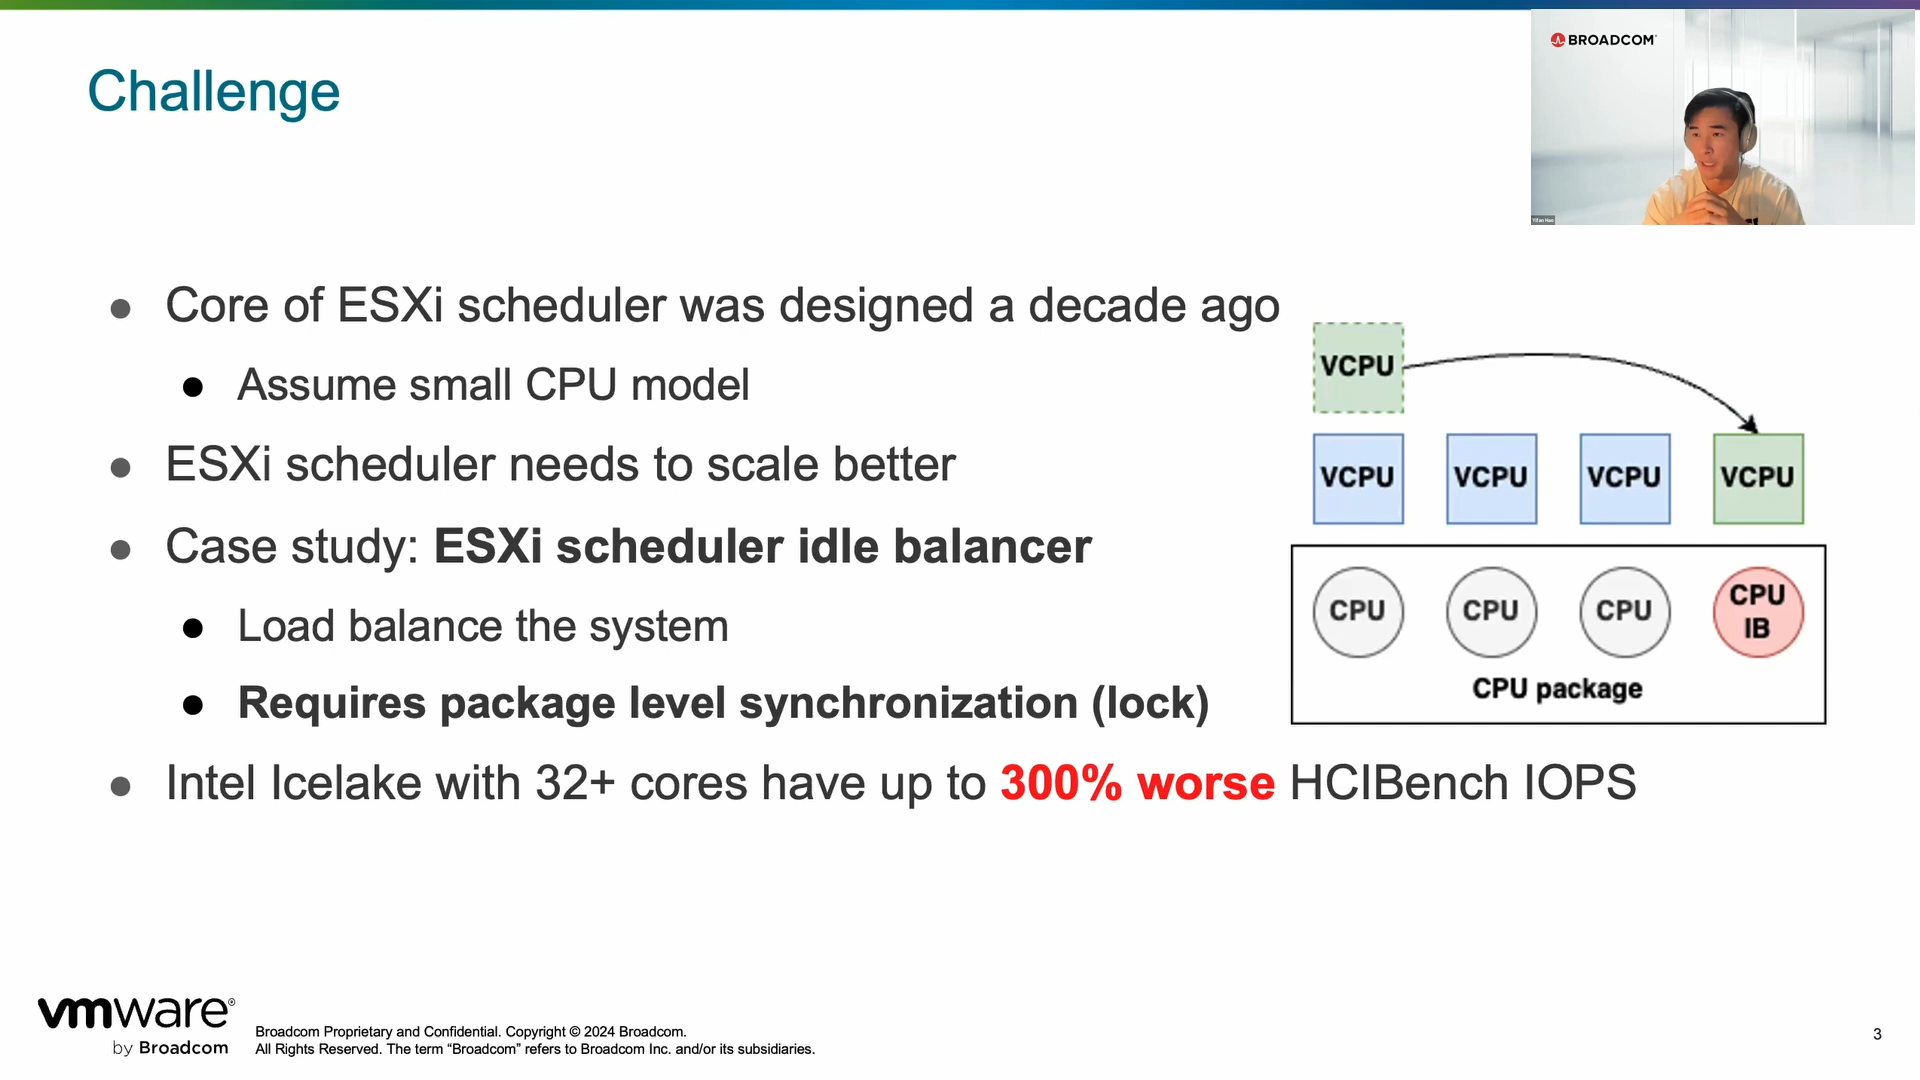 BROADCOM
Challenge
Yifan Hao
● Core of ESXi scheduler was designed a decade ago
● Assume small CPU model
● ESXi scheduler needs to scale better
● Case study: ESXi scheduler idle balancer
● Load balance the system
● Requires package level synchronization (lock)
● Intel Icelake with 32+ cores have up to 300% worse HCIBench IOPS
VCPU
VCPU VCPU VCPU VCPU
CPU CPU CPU CPU
IB
CPU package
vmware®
by Broadcom
Broadcom Proprietary and Confidential. Copyright © 2024 Broadcom.
All Rights Reserved. The term “Broadcom” refers to Broadcom Inc. and/or its subsidiaries.
3